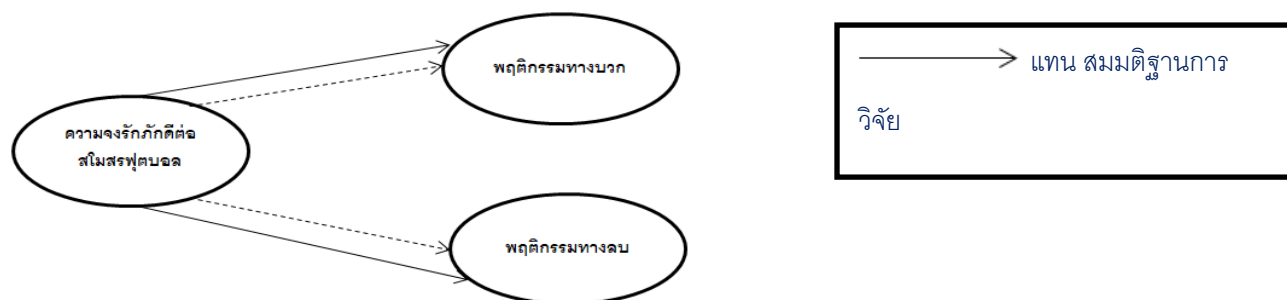 พฤติกรรมทางบวก
ความจงรักภักดีต่อ
สโมสรฟุตบอล
พฤติกรรมทางลบ
แทน สมมติฐานการ
วิจัย